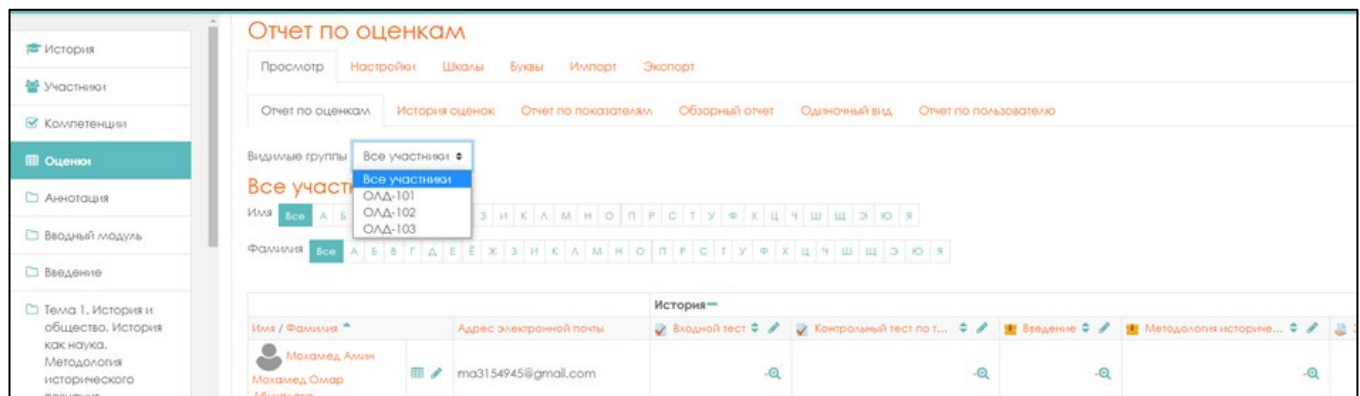 Отчет по оценкам
История
Участники
Компетенции
Оценки
Аннотация
Вводный модуль
Введение
Тема 1. История и
общество. История
как наука.
Методология
исторического
познания
Просмотр Настройки Шкалы Буквы Импорт Экспорт
Отчет по оценкам История оценок Отчет по показателям Обзорный отчет Одиночный вид Отчет по пользователю
Видимые группы Все участники
Все участники
ОЛД-101
ОЛД-102
ОЛД-103
Все участ
Имя Все А Б З И К Л М Н О П Р С Т У Ф Х Ц Ч Ш Щ Э Ю Я
Фамилия Все А Б В Г Д Е Ё Ж З И К Л М Н О П Р С Т У Ф Х Ц Ч Ш Щ Э Ю Я
История
Имя / Фамилия Адрес электронной почты Входной тест Контрольный тест по т... Введение Методология историче...
Мохамед Амин
Мохамед Омар
ma3154945@gmail.com - - - -